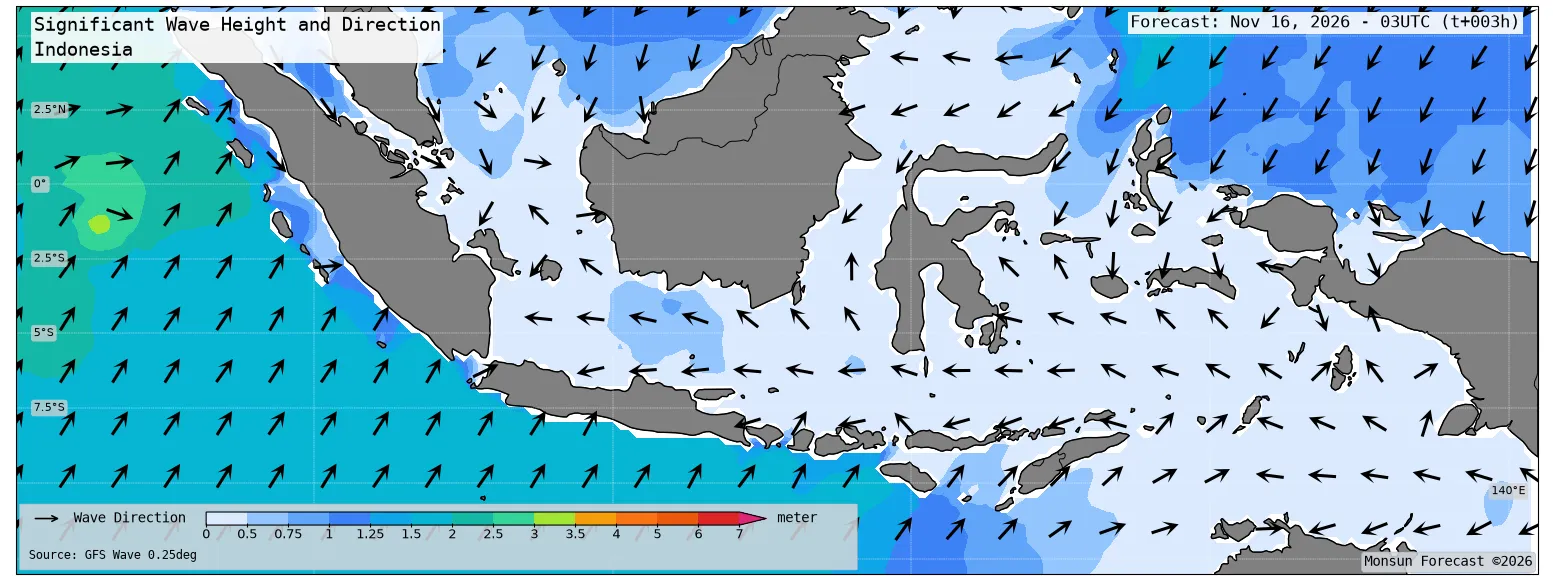 Significant Wave Height and Direction
Indonesia
Forecast: Nov 16, 2026 - 03UTC (t+003h)
2.5°N
0°
2.5°S
5°S
7.5°S
140°E
Wave Direction
meter
0 0.5 0.75 1 1.25 1.5 2 2.5 3 3.5 4 5 6 7
Source: GFS Wave 0.25deg
Monsun Forecast ©2026